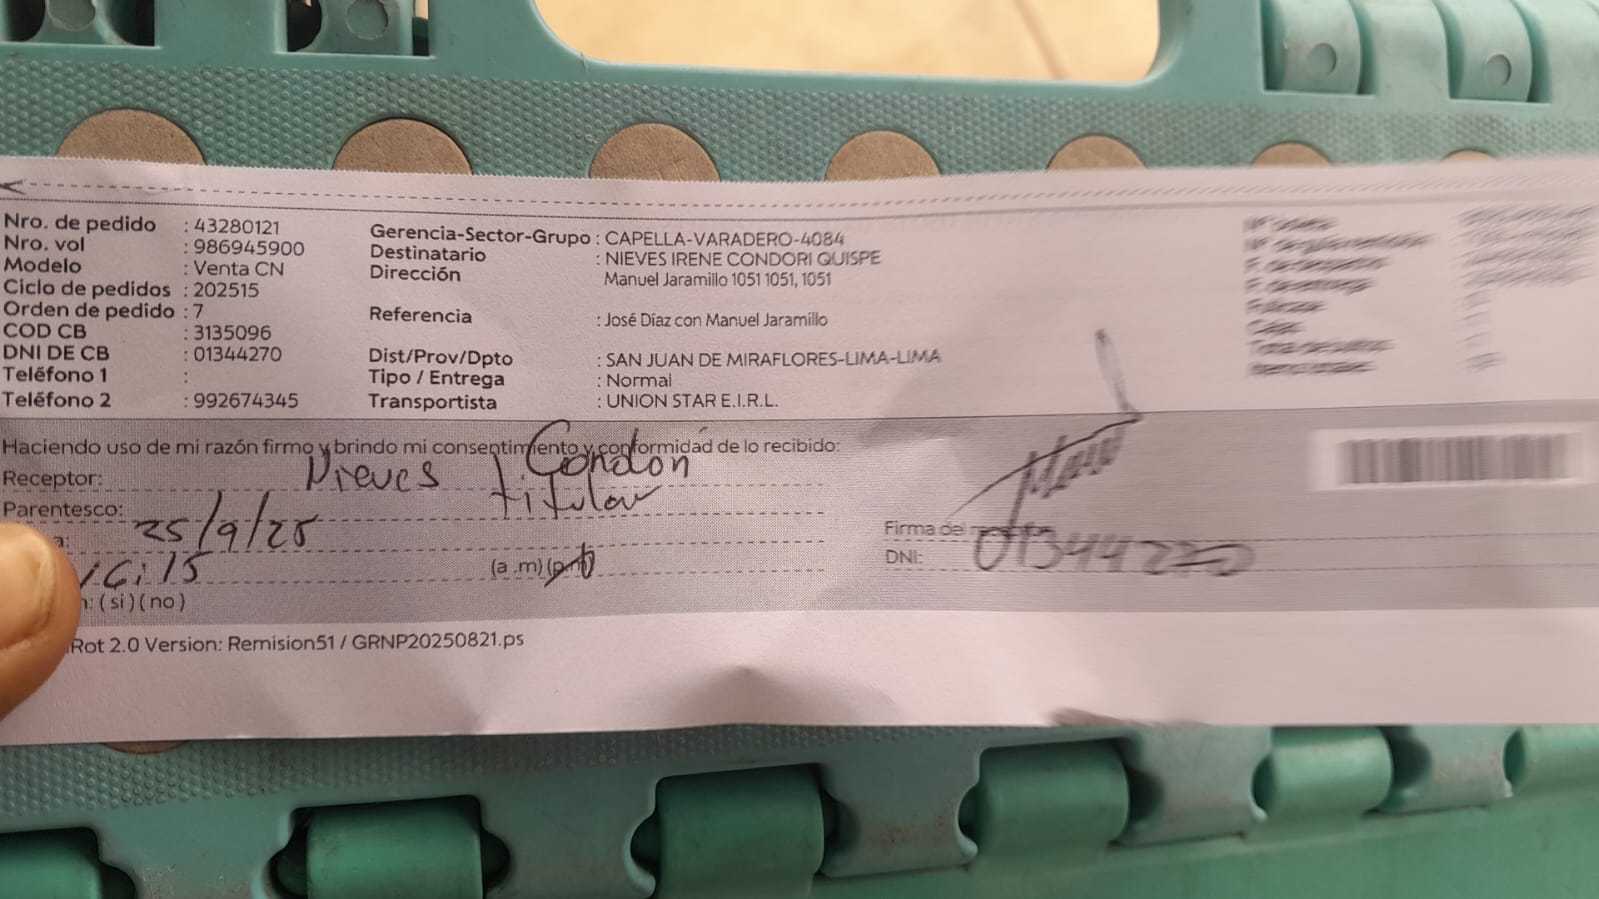 Nro. de pedido : 43280121
Nro. vol : 986945900
Modelo : Venta CN
Ciclo de pedidos : 202515
Orden de pedido : 7
COD CB : 3135096
DNI DE CB : 01344270
Teléfono 1 :
Teléfono 2 : 992674345
Gerencia-Sector-Grupo : CAPELLA-VARADERO-4084
Destinatario : NIEVES IRENE CONDORI QUISPE
Dirección Manuel Jaramillo 1051 1051, 1051
Referencia : José Díaz con Manuel Jaramillo
Dist/Prov/Dpto : SAN JUAN DE MIRAFLORES-LIMA-LIMA
Tipo / Entrega : Normal
Transportista : UNION STAR E.I.R.L.
Haciendo uso de mi razón firmo y brindo mi consentimiento y conformidad de lo recibido:
Receptor: Nieves Condori
Parentesco: titular
a: 25/9/25
16:15 (a .m) (p.m)
n: ( si ) ( no )
Firma del
DNI: 01344270
Rot 2.0 Version: Remision51 / GRNP20250821.ps